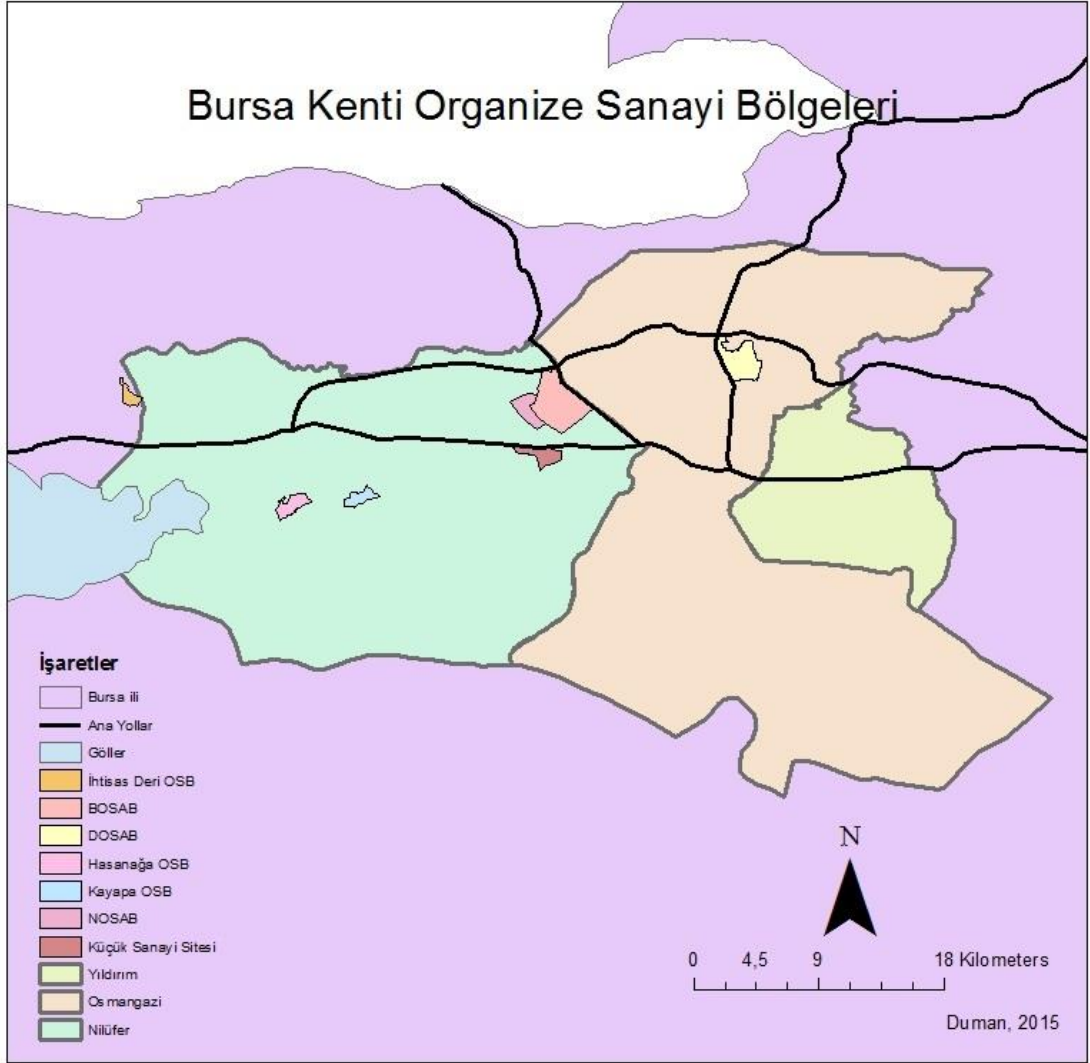 Bursa Kenti Organize Sanayi Bölgeleri
İşaretler
Bursa ili
Ana Yollar
Göller
İhtisas Deri OSB
BOSAB
DOSAB
Hasanağa OSB
Kayapa OSB
NOSAB
Küçük Sanayi Sitesi
Yıldırım
Osmangazi
Nilüfer
N
0 4,5 9 18 Kilometers
Duman, 2015